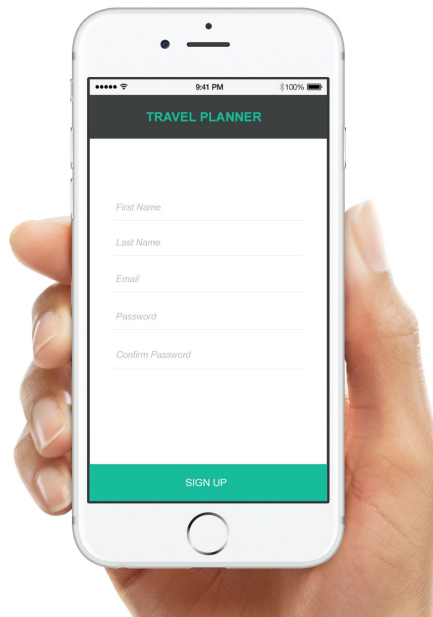 9:41 PM 100%
TRAVEL PLANNER
First Name
Last Name
Email
Password
Confirm Password
SIGN UP